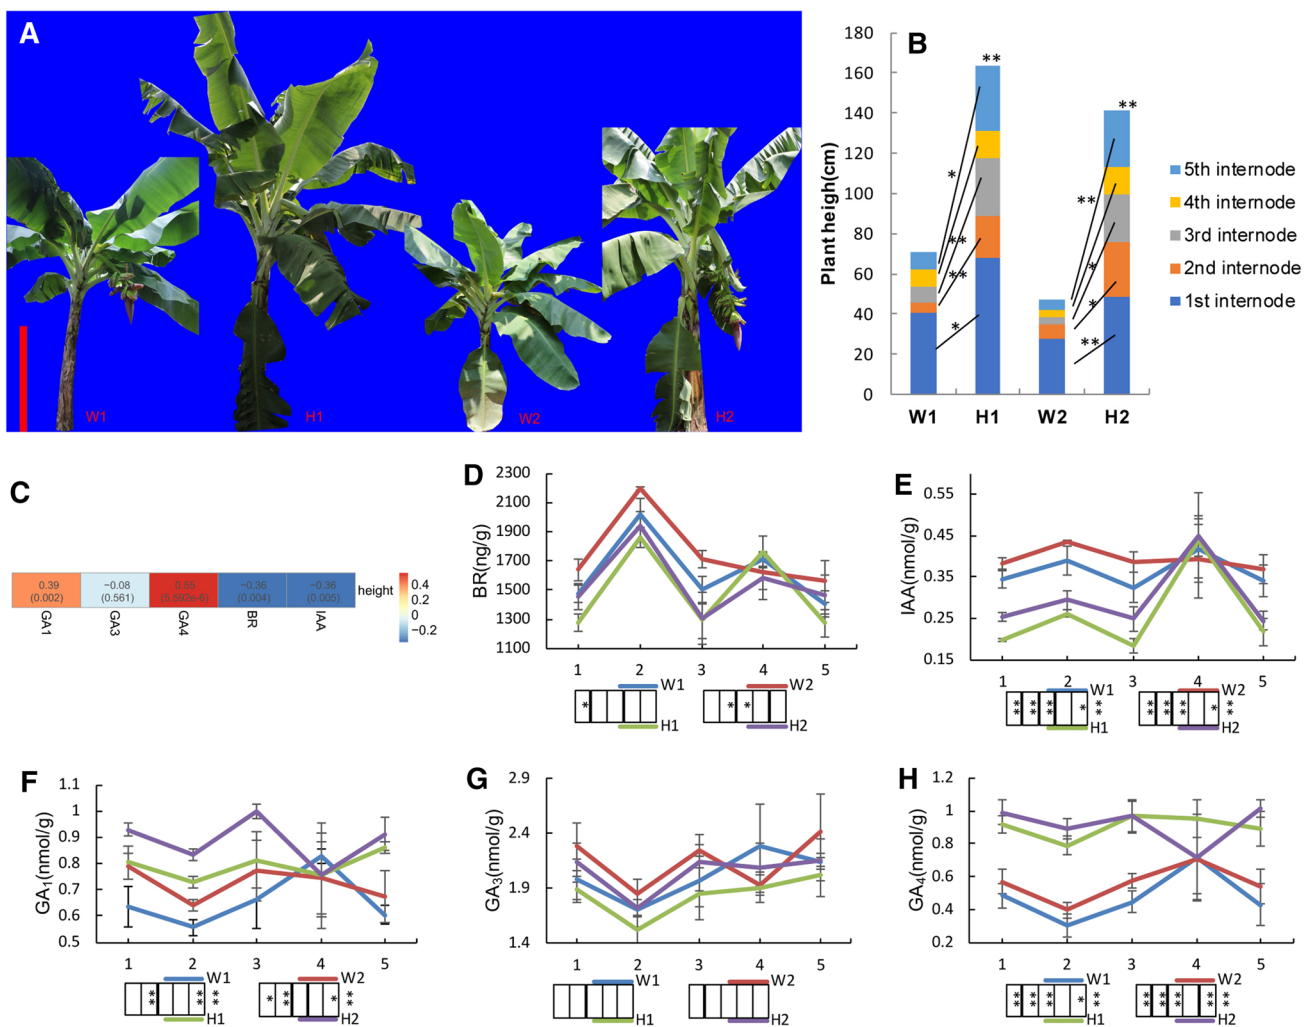 A
W1
H1
W2
H2
B
Plant heigh(cm)
180
160
140
120
100
80
60
40
20
0
**
**
*
**
**
*
**
*
*
**
W1 H1 W2 H2
5th internode
4th internode
3rd internode
2nd internode
1st internode
C
0.39 −0.08 0.65 −0.36 −0.36
(0.002) (0.561) (5.592e-6) (0.004) (0.005)
height
GA1 GA3 GA4 BR IAA
0.4
0.2
0
−0.2
D
BR(ng/g)
2300
2100
1900
1700
1500
1300
1100
1 2 3 4 5
W1 W2
* * *
H1 H2
E
IAA(nmol/g)
0.55
0.45
0.35
0.25
0.15
1 2 3 4 5
W1 W2
** ** ** * *** ** ** ** * ***
H1 H2
F
GA1(nmol/g)
1.1
1
0.9
0.8
0.7
0.6
0.5
1 2 3 4 5
W1 W2
** ** *** * ** * ***
H1 H2
G
GA3(nmol/g)
2.9
2.4
1.9
1.4
1 2 3 4 5
W1 W2
H1 H2
H
GA4(nmol/g)
1.2
1
0.8
0.6
0.4
0.2
1 2 3 4 5
W1 W2
** ** ** * *** ** ** ** ** ***
H1 H2